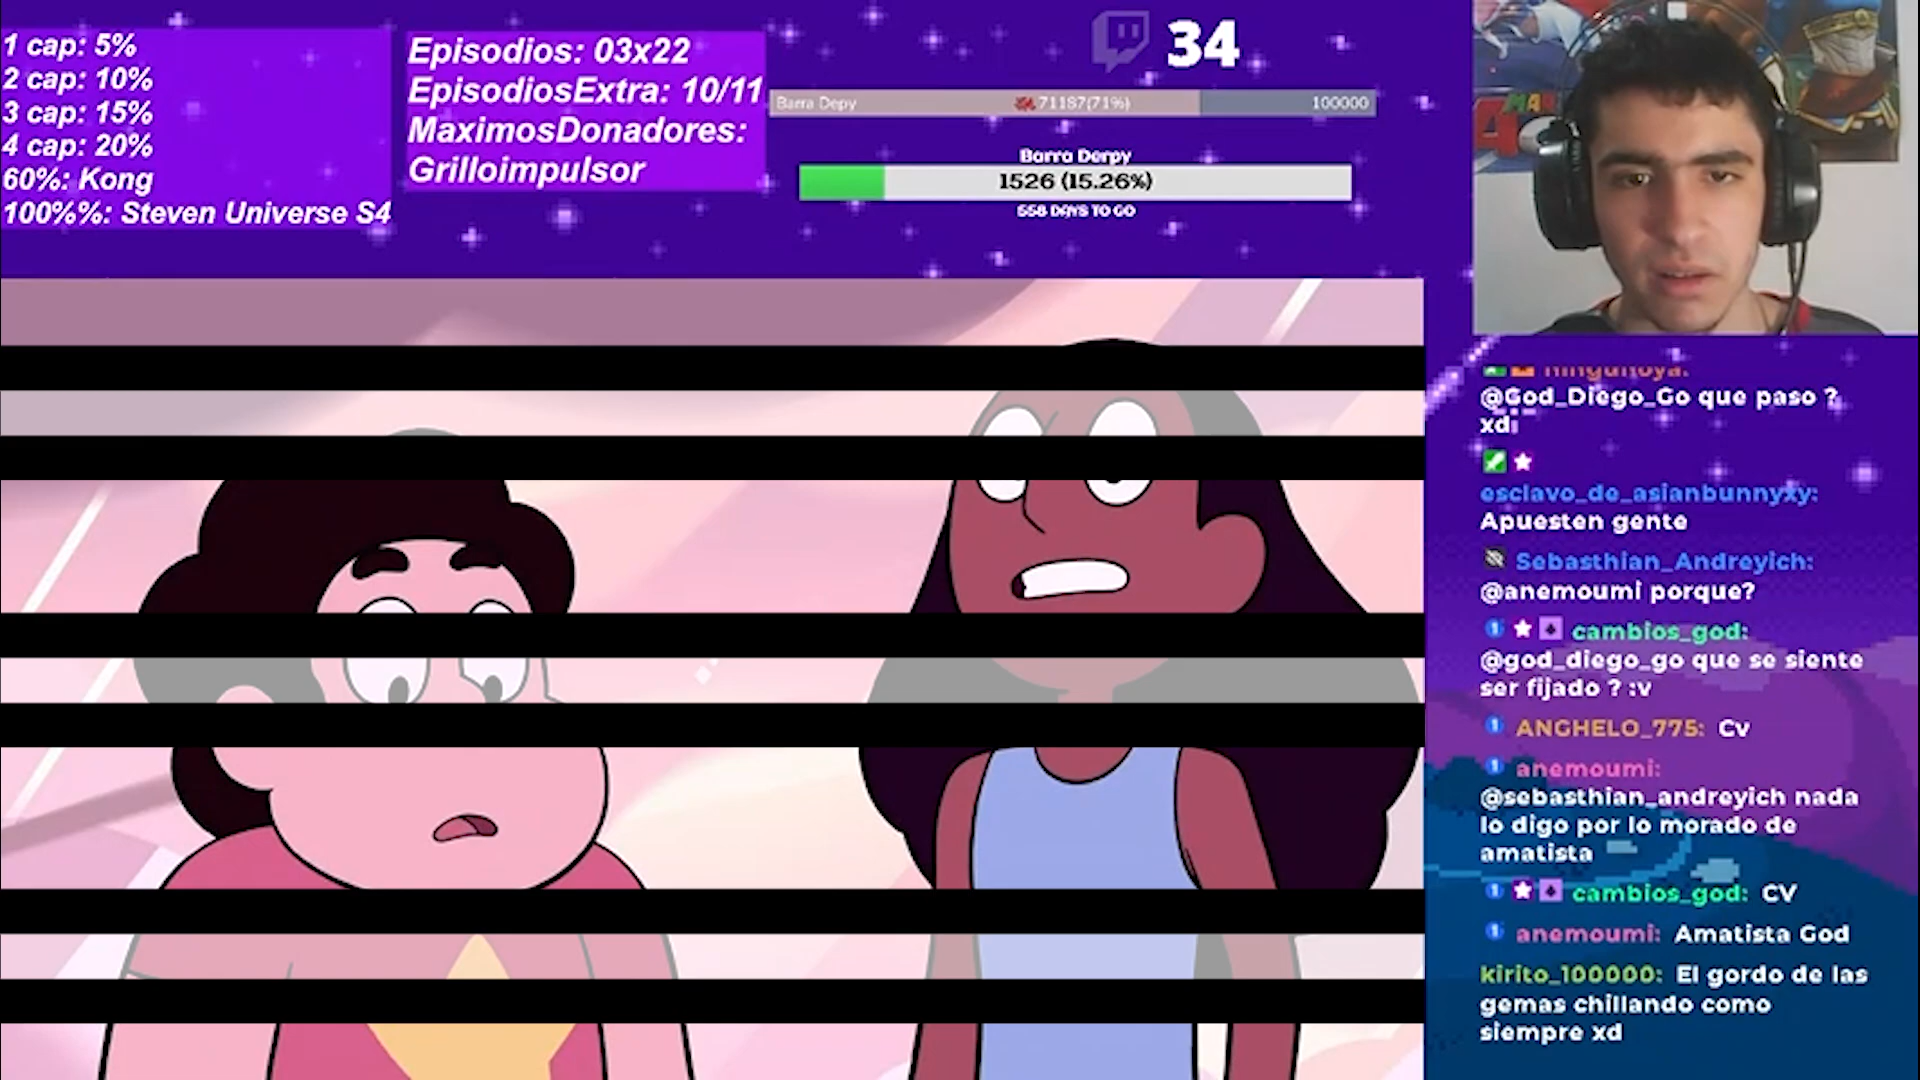 1 cap: 5%
2 cap: 10%
3 cap: 15%
4 cap: 20%
60%: Kong
100%%: Steven Universe S4
Episodios: 03x22
EpisodiosExtra: 10/11
MaximosDonadores:
Grilloimpulsor
34
Barra Depy 71187(71%) 100000
Barra Derpy
1526 (15.26%)
558 DAYS TO GO
ningunoya:
@God_Diego_Go que paso ?
xd
esclavo_de_asianbunnyxy:
Apuesten gente
Sebasthian_Andreyich:
@anemoumi porque?
cambios_god:
@god_diego_go que se siente
ser fijado ? :v
ANGHELO_775: Cv
anemoumi:
@sebasthian_andreyich nada
lo digo por lo morado de
amatista
cambios_god: CV
anemoumi: Amatista God
kirito_100000: El gordo de las
gemas chillando como
siempre xd